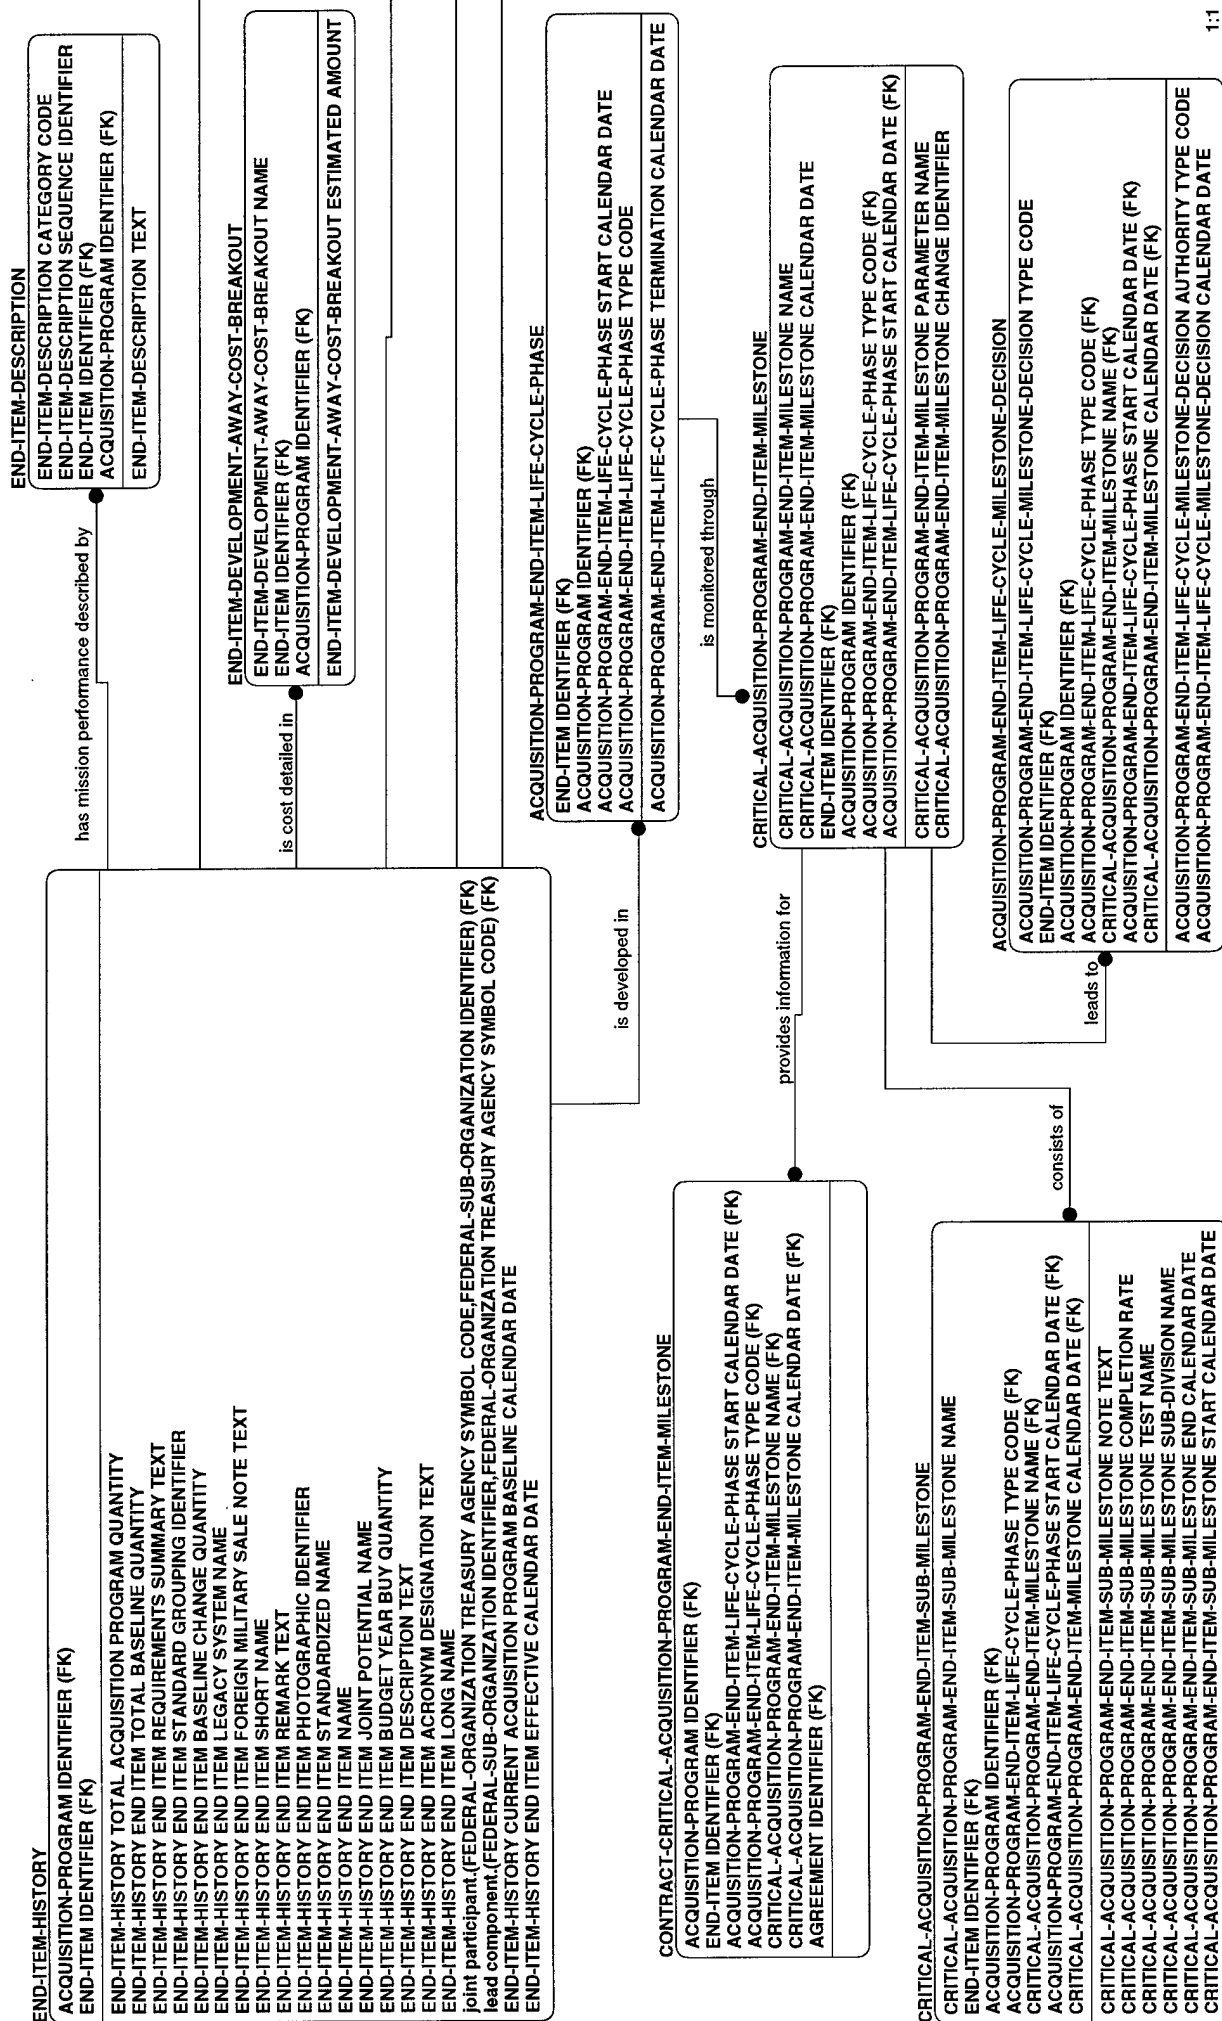 END-ITEM-HISTORY
ACQUISITION-PROGRAM IDENTIFIER (FK)
END-ITEM IDENTIFIER (FK)
END-ITEM-HISTORY TOTAL ACQUISITION PROGRAM QUANTITY
END-ITEM-HISTORY END ITEM TOTAL BASELINE QUANTITY
END-ITEM-HISTORY END ITEM REQUIREMENTS SUMMARY TEXT
END-ITEM-HISTORY END ITEM STANDARD GROUPING IDENTIFIER
END-ITEM-HISTORY END ITEM BASELINE CHANGE QUANTITY
END-ITEM-HISTORY END ITEM LEGACY SYSTEM NAME
END-ITEM-HISTORY END ITEM FOREIGN MILITARY SALE NOTE TEXT
END-ITEM-HISTORY END ITEM SHORT NAME
END-ITEM-HISTORY END ITEM REMARK TEXT
END-ITEM-HISTORY END ITEM PHOTOGRAPHIC IDENTIFIER
END-ITEM-HISTORY END ITEM STANDARDIZED NAME
END-ITEM-HISTORY END ITEM NAME
END-ITEM-HISTORY END ITEM JOINT POTENTIAL NAME
END-ITEM-HISTORY END ITEM BUDGET YEAR BUY QUANTITY
END-ITEM-HISTORY END ITEM DESCRIPTION TEXT
END-ITEM-HISTORY END ITEM ACRONYM DESIGNATION TEXT
END-ITEM-HISTORY END ITEM LONG NAME
joint participant.(FEDERAL-ORGANIZATION TREASURY AGENCY SYMBOL CODE,FEDERAL-SUB-ORGANIZATION IDENTIFIER) (FK)
lead component.(FEDERAL-SUB-ORGANIZATION IDENTIFIER,FEDERAL-ORGANIZATION TREASURY AGENCY SYMBOL CODE) (FK)
END-ITEM-HISTORY CURRENT ACQUISITION PROGRAM BASELINE CALENDAR DATE
END-ITEM-HISTORY END ITEM EFFECTIVE CALENDAR DATE
has mission performance described by
END-ITEM-DESCRIPTION
END-ITEM-DESCRIPTION CATEGORY CODE
END-ITEM-DESCRIPTION SEQUENCE IDENTIFIER
END-ITEM IDENTIFIER (FK)
ACQUISITION-PROGRAM IDENTIFIER (FK)
END-ITEM-DESCRIPTION TEXT
is cost detailed in
END-ITEM-DEVELOPMENT-AWAY-COST-BREAKOUT
END-ITEM-DEVELOPMENT-AWAY-COST-BREAKOUT NAME
END-ITEM IDENTIFIER (FK)
ACQUISITION-PROGRAM IDENTIFIER (FK)
END-ITEM-DEVELOPMENT-AWAY-COST-BREAKOUT ESTIMATED AMOUNT
is developed in
ACQUISITION-PROGRAM-END-ITEM-LIFE-CYCLE-PHASE
END-ITEM IDENTIFIER (FK)
ACQUISITION-PROGRAM IDENTIFIER (FK)
ACQUISITION-PROGRAM-END-ITEM-LIFE-CYCLE-PHASE START CALENDAR DATE
ACQUISITION-PROGRAM-END-ITEM-LIFE-CYCLE-PHASE TYPE CODE
ACQUISITION-PROGRAM-END-ITEM-LIFE-CYCLE-PHASE TERMINATION CALENDAR DATE
is monitored through
CONTRACT-CRITICAL-ACQUISITION-PROGRAM-END-ITEM-MILESTONE
ACQUISITION-PROGRAM IDENTIFIER (FK)
END-ITEM IDENTIFIER (FK)
ACQUISITION-PROGRAM-END-ITEM-LIFE-CYCLE-PHASE START CALENDAR DATE (FK)
ACQUISITION-PROGRAM-END-ITEM-LIFE-CYCLE-PHASE TYPE CODE (FK)
CRITICAL-ACQUISITION-PROGRAM-END-ITEM-MILESTONE NAME (FK)
CRITICAL-ACQUISITION-PROGRAM-END-ITEM-MILESTONE CALENDAR DATE (FK)
AGREEMENT IDENTIFIER (FK)
provides information for
CRITICAL-ACQUISITION-PROGRAM-END-ITEM-MILESTONE
CRITICAL-ACQUISITION-PROGRAM-END-ITEM-MILESTONE NAME
CRITICAL-ACQUISITION-PROGRAM-END-ITEM-MILESTONE CALENDAR DATE
END-ITEM IDENTIFIER (FK)
ACQUISITION-PROGRAM IDENTIFIER (FK)
ACQUISITION-PROGRAM-END-ITEM-LIFE-CYCLE-PHASE TYPE CODE (FK)
ACQUISITION-PROGRAM-END-ITEM-LIFE-CYCLE-PHASE START CALENDAR DATE (FK)
CRITICAL-ACQUISITION-PROGRAM-END-ITEM-MILESTONE PARAMETER NAME
CRITICAL-ACQUISITION-PROGRAM-END-ITEM-MILESTONE CHANGE IDENTIFIER
CRITICAL-ACQUISITION-PROGRAM-END-ITEM-SUB-MILESTONE
CRITICAL-ACQUISITION-PROGRAM-END-ITEM-SUB-MILESTONE NAME
END-ITEM IDENTIFIER (FK)
ACQUISITION-PROGRAM IDENTIFIER (FK)
ACQUISITION-PROGRAM-END-ITEM-LIFE-CYCLE-PHASE TYPE CODE (FK)
CRITICAL-ACQUISITION-PROGRAM-END-ITEM-MILESTONE NAME (FK)
ACQUISITION-PROGRAM-END-ITEM-LIFE-CYCLE-PHASE START CALENDAR DATE (FK)
CRITICAL-ACQUISITION-PROGRAM-END-ITEM-MILESTONE CALENDAR DATE (FK)
CRITICAL-ACQUISITION-PROGRAM-END-ITEM-SUB-MILESTONE NOTE TEXT
CRITICAL-ACQUISITION-PROGRAM-END-ITEM-SUB-MILESTONE COMPLETION RATE
CRITICAL-ACQUISITION-PROGRAM-END-ITEM-SUB-MILESTONE TEST NAME
CRITICAL-ACQUISITION-PROGRAM-END-ITEM-SUB-MILESTONE SUB-DIVISION NAME
CRITICAL-ACQUISITION-PROGRAM-END-ITEM-SUB-MILESTONE END CALENDAR DATE
CRITICAL-ACQUISITION-PROGRAM-END-ITEM-SUB-MILESTONE START CALENDAR DATE
consists of
leads to
ACQUISITION-PROGRAM-END-ITEM-LIFE-CYCLE-MILESTONE-DECISION
ACQUISITION-PROGRAM-END-ITEM-LIFE-CYCLE-MILESTONE-DECISION TYPE CODE
END-ITEM IDENTIFIER (FK)
ACQUISITION-PROGRAM IDENTIFIER (FK)
ACQUISITION-PROGRAM-END-ITEM-LIFE-CYCLE-PHASE TYPE CODE (FK)
CRITICAL-ACQUISITION-PROGRAM-END-ITEM-MILESTONE NAME (FK)
ACQUISITION-PROGRAM-END-ITEM-LIFE-CYCLE-PHASE START CALENDAR DATE (FK)
CRITICAL-ACQUISITION-PROGRAM-END-ITEM-MILESTONE CALENDAR DATE (FK)
ACQUISITION-PROGRAM-END-ITEM-LIFE-CYCLE-MILESTONE-DECISION AUTHORITY TYPE CODE
ACQUISITION-PROGRAM-END-ITEM-LIFE-CYCLE-MILESTONE-DECISION CALENDAR DATE
1:1